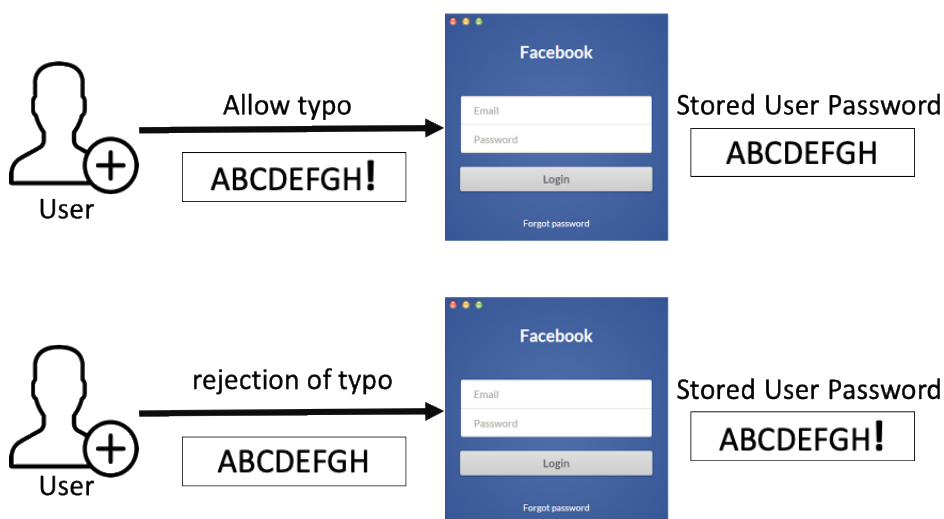 Facebook
Allow typo
Email
Stored User Password
Password
ABCDEFGH!
ABCDEFGH
Login
User
Forgot password
Facebook
rejection of typo
Email
Stored User Password
Password
ABCDEFGH
ABCDEFGH!
Login
User
Forgot password